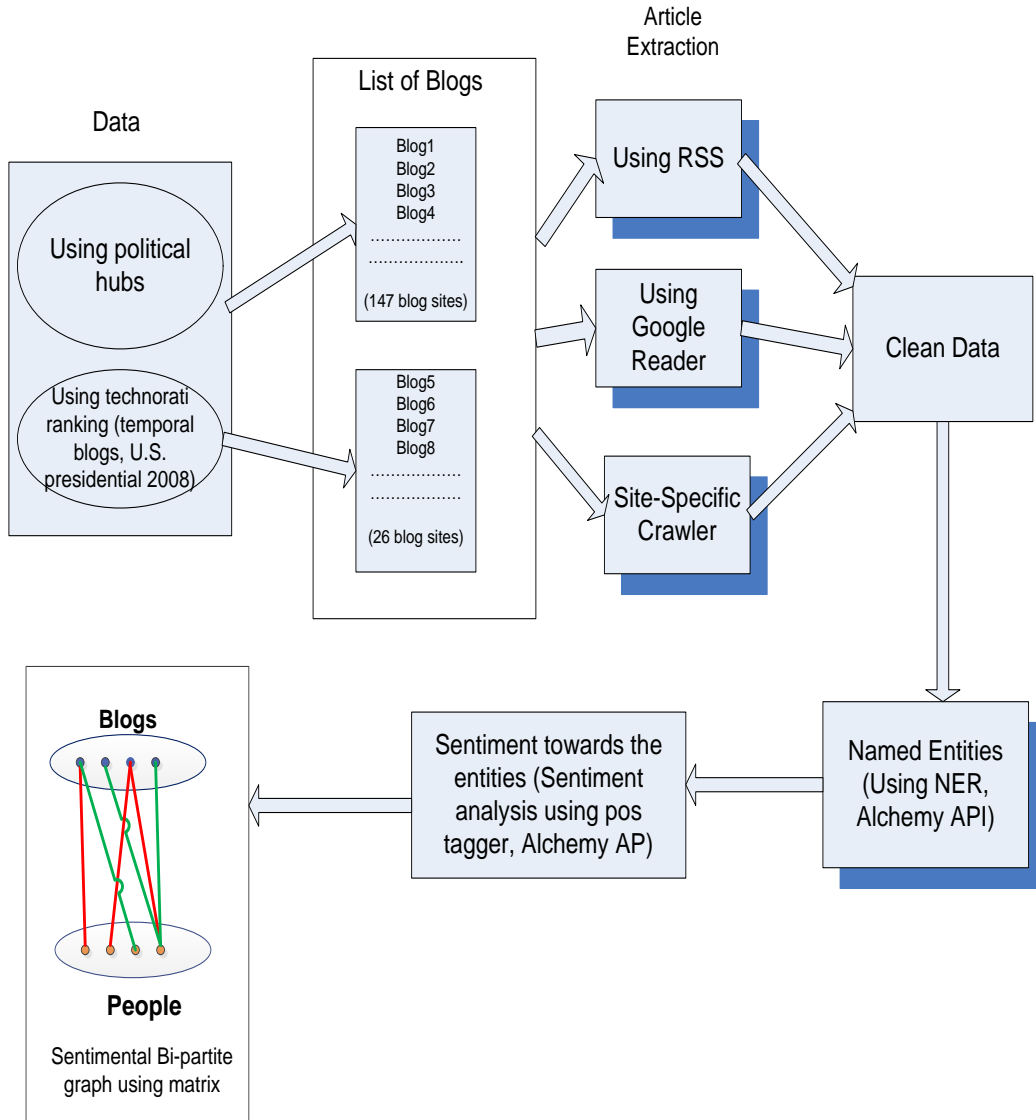 Data
Using political
hubs
Using technorati
ranking (temporal
blogs, U.S.
presidential 2008)
List of Blogs
Blog1
Blog2
Blog3
Blog4
...................
....................
(147 blog sites)
Blog5
Blog6
Blog7
Blog8
...................
...................
(26 blog sites)
Article
Extraction
Using RSS
Using
Google
Reader
Site-Specific
Crawler
Clean Data
Named Entities
(Using NER,
Alchemy API)
Sentiment towards the
entities (Sentiment
analysis using pos
tagger, Alchemy AP)
Blogs
People
Sentimental Bi-partite
graph using matrix